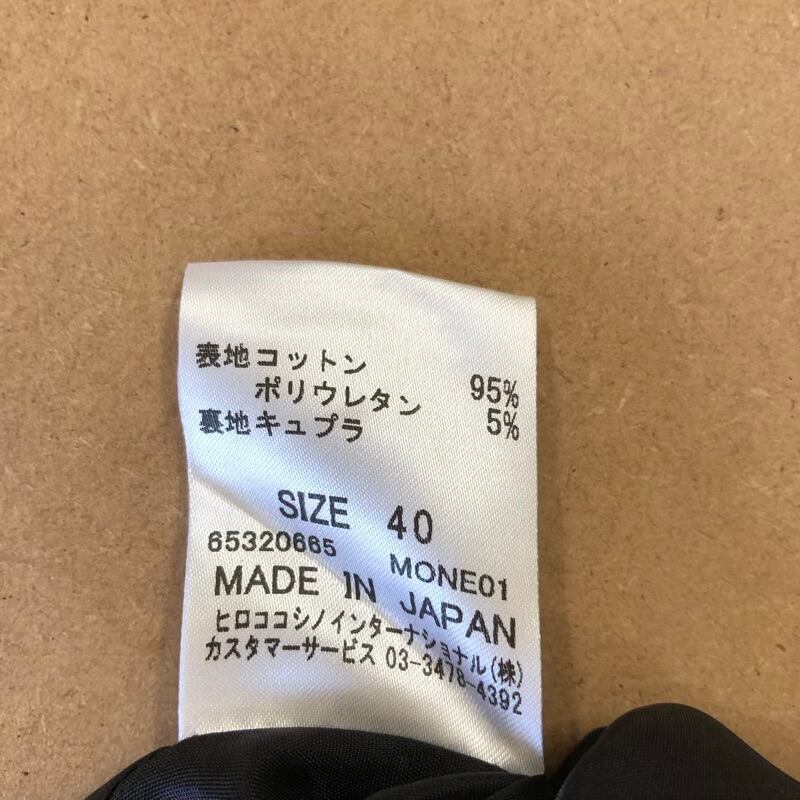 表地コットン 95%
ポリウレタン 5%
裏地キュプラ
SIZE 40
65320665 MONE01
MADE IN JAPAN
ヒロココシノインターナショナル(株)
カスタマーサービス 03-3478-4392